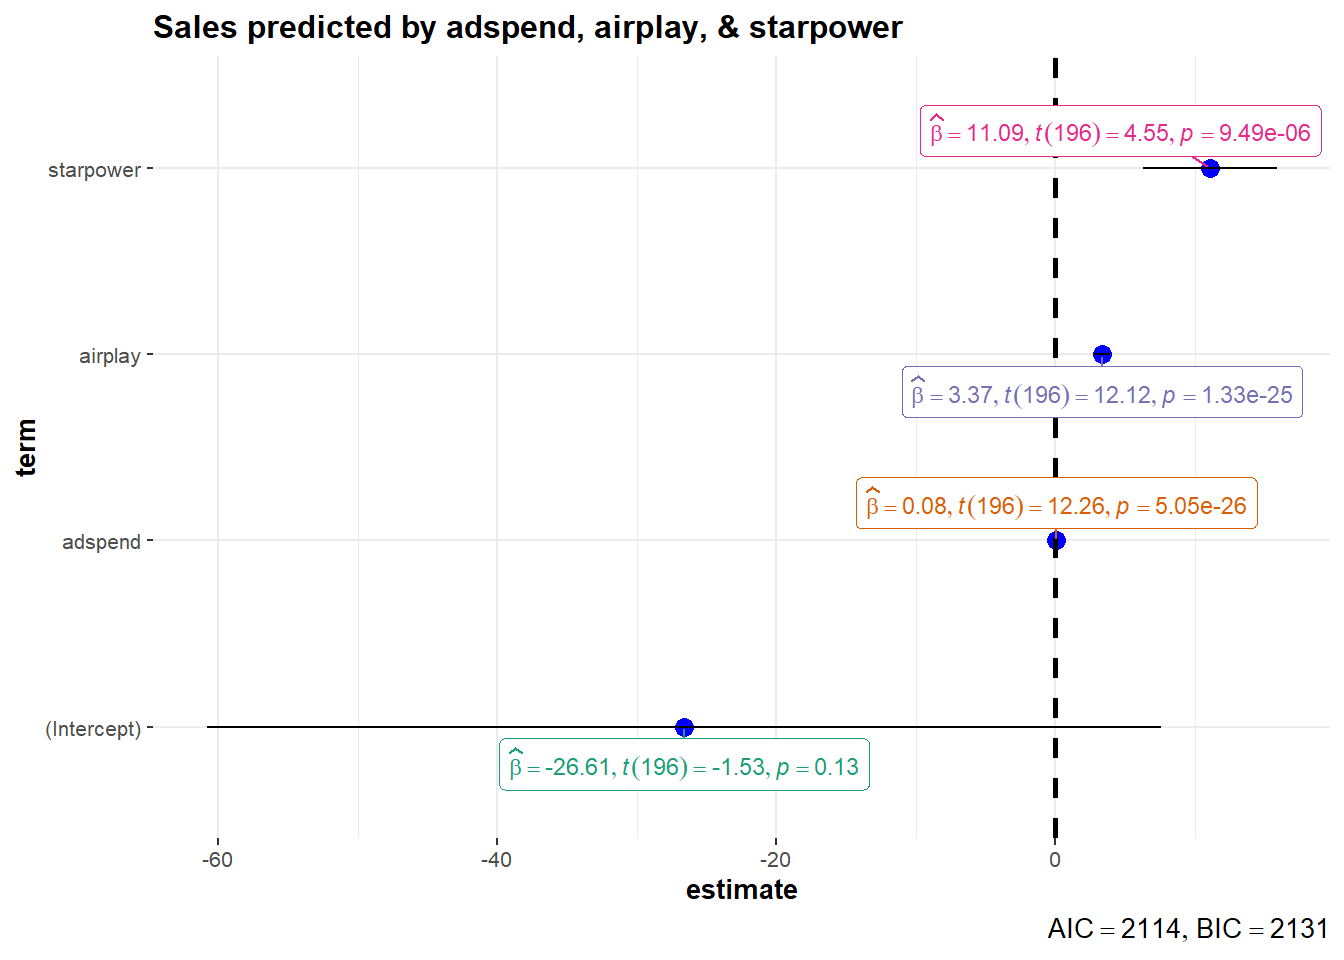 Sales predicted by adspend, airplay, & starpower
β̂ = 11.09, t(196) = 4.55, p = 9.49e-06
starpower
airplay
β̂ = 3.37, t(196) = 12.12, p = 1.33e-25
term
β̂ = 0.08, t(196) = 12.26, p = 5.05e-26
adspend
(Intercept)
β̂ = -26.61, t(196) = -1.53, p = 0.13
-60 -40 -20 0
estimate
AIC = 2114, BIC = 2131